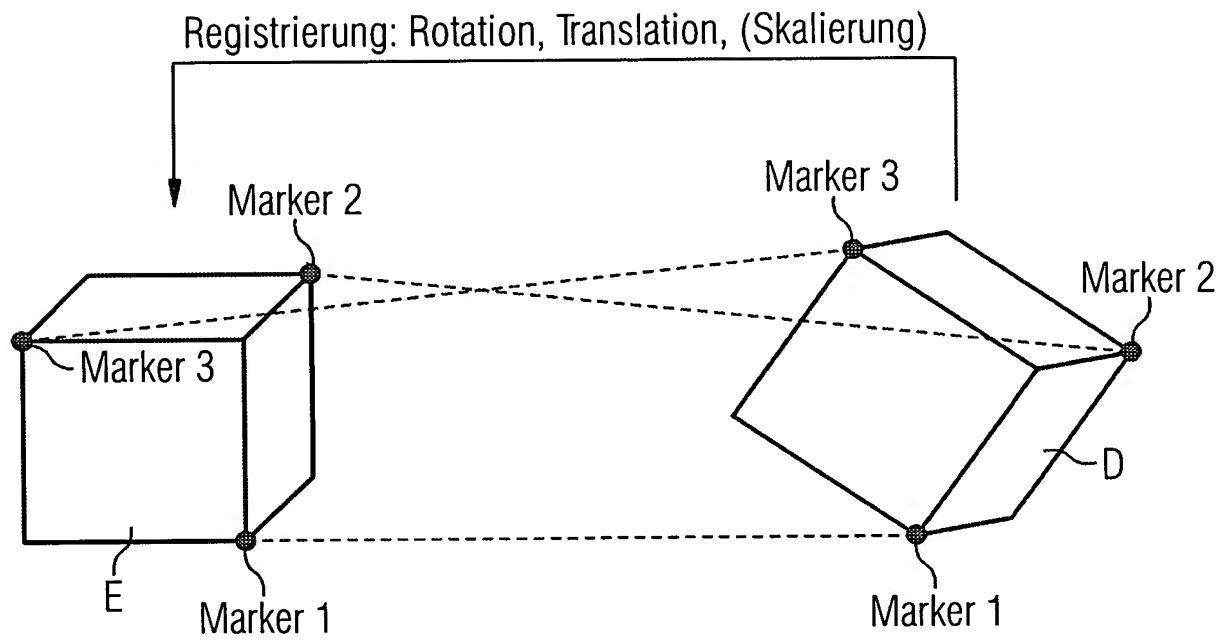 Registrierung: Rotation, Translation, (Skalierung)
Marker 3
Marker 2
Marker 2
Marker 3
D
E
Marker 1
Marker 1